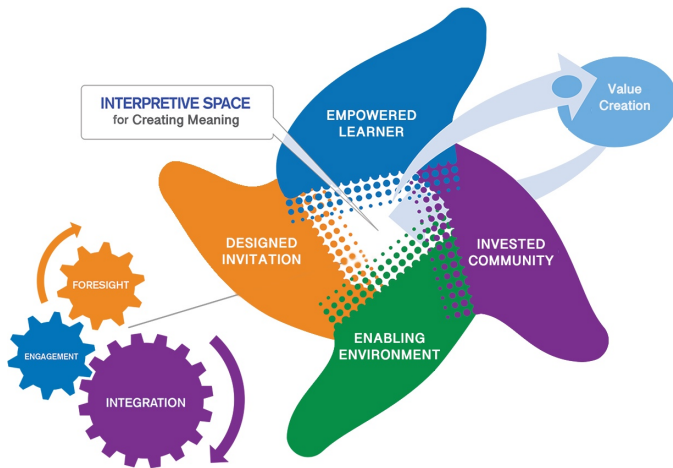 INTERPRETIVE SPACE
for Creating Meaning
EMPOWERED
LEARNER
Value
Creation
DESIGNED
INVITATION
INVESTED
COMMUNITY
ENABLING
ENVIRONMENT
FORESIGHT
ENGAGEMENT
INTEGRATION